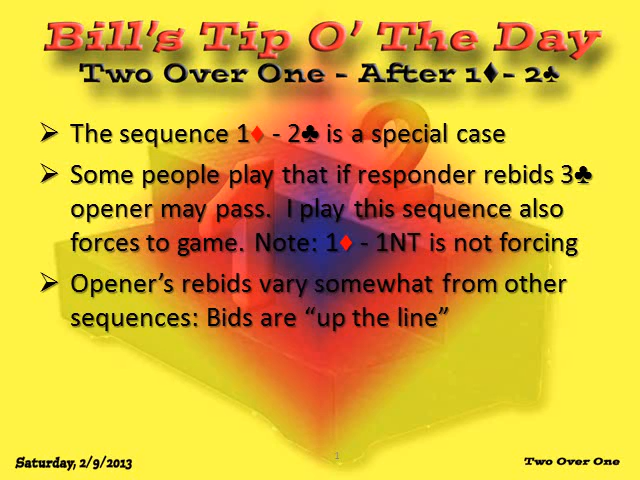 Bill's Tip O' The Day
Two Over One - After 1♦- 2♣
➢ The sequence 1♦ - 2♣ is a special case
➢ Some people play that if responder rebids 3♣
opener may pass.  I play this sequence also
forces to game. Note: 1♦ - 1NT is not forcing
➢ Opener's rebids vary somewhat from other
sequences: Bids are “up the line”
Saturday, 2/9/2013
1
Two Over One